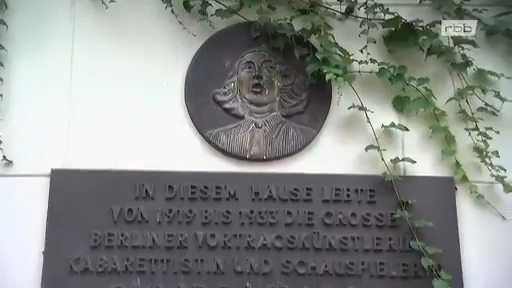 rbb
IN DIESEM HAUSE LEBTE
VON 1919 BIS 1933 DIE GROSSE
BERLINER VORTRAGSKÜNSTLERIN
KABARETTISTIN UND SCHAUSPIELERIN